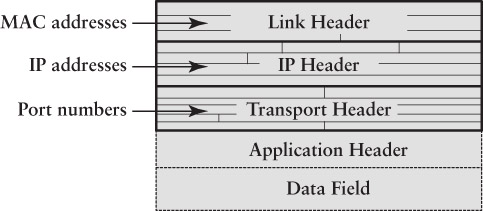 MAC addresses Link Header
IP addresses IP Header
Port numbers Transport Header
Application Header
Data Field